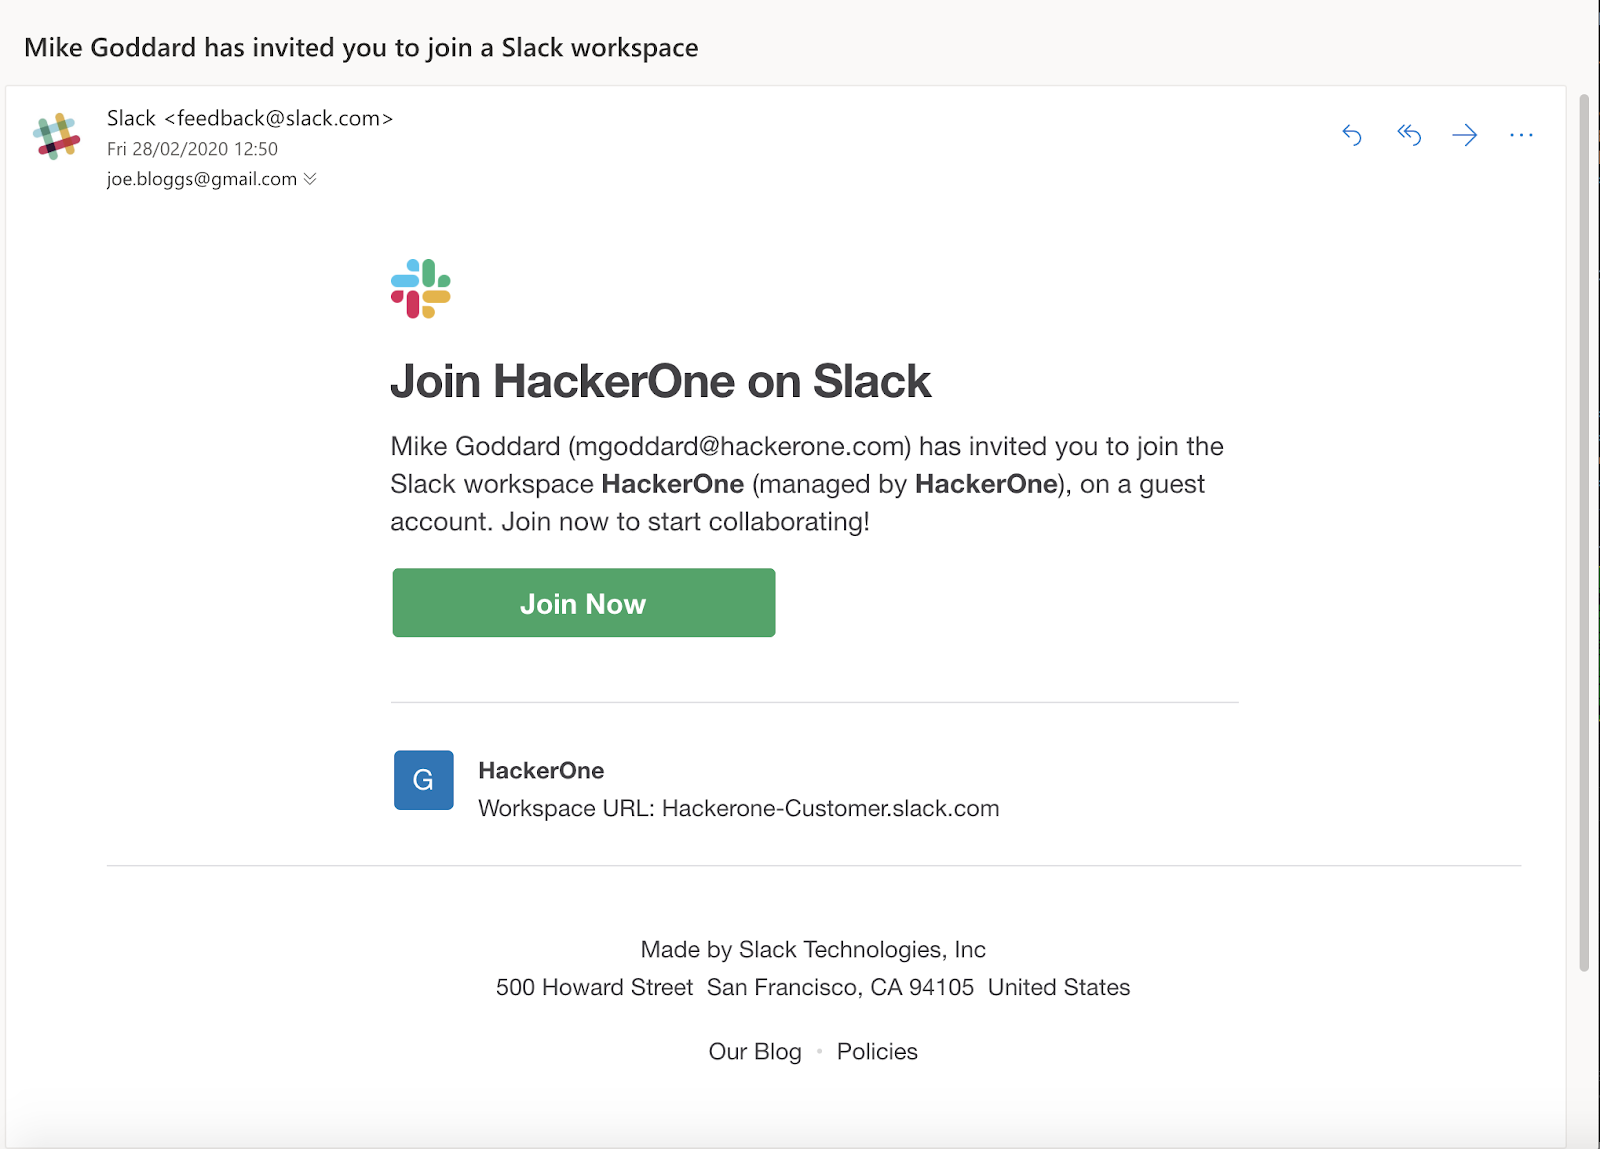 Mike Goddard has invited you to join a Slack workspace
Slack <feedback@slack.com>
Fri 28/02/2020 12:50
joe.bloggs@gmail.com
Join HackerOne on Slack
Mike Goddard (mgoddard@hackerone.com) has invited you to join the
Slack workspace HackerOne (managed by HackerOne), on a guest
account. Join now to start collaborating!
Join Now
G
HackerOne
Workspace URL: Hackerone-Customer.slack.com
Made by Slack Technologies, Inc
500 Howard Street San Francisco, CA 94105 United States
Our Blog • Policies